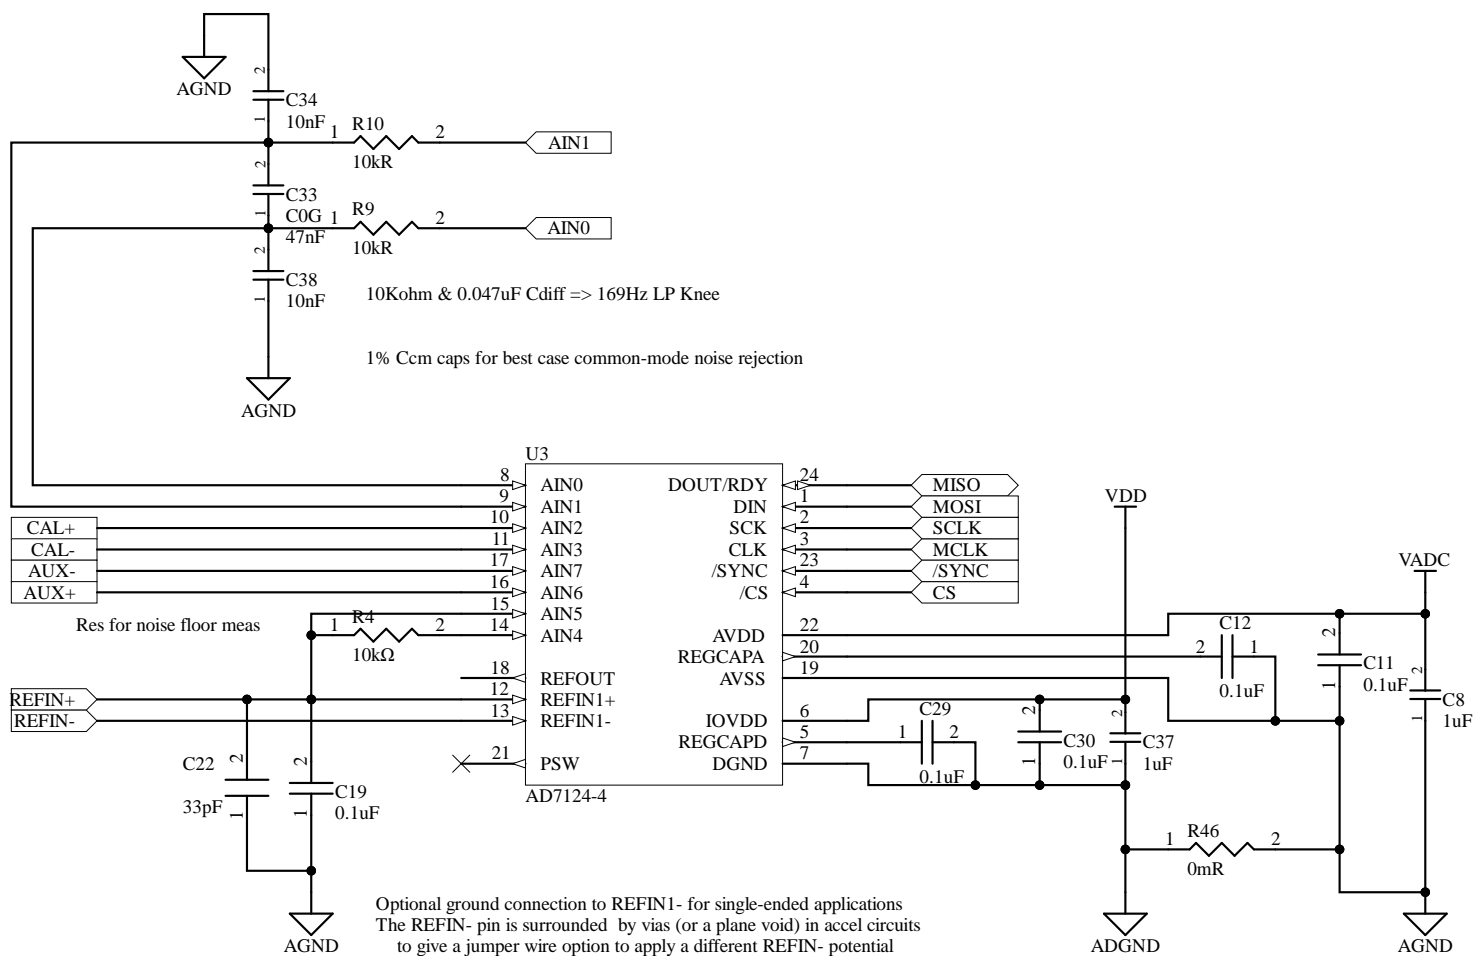 2
AGND
C34
1
10nF
1
R10
2
AIN1
10kR
2
C33
1
C0G
1
R9
2
AIN0
47nF
10kR
2
C38
1
10nF
10Kohm & 0.047uF Cdiff => 169Hz LP Knee
1% Ccm caps for best case common-mode noise rejection
AGND
U3
8
AIN0
DOUT/RDY
24
MISO
9
AIN1
DIN
1
MOSI
VDD
CAL+
10
AIN2
SCK
2
SCLK
CAL-
11
AIN3
CLK
3
MCLK
AUX-
17
AIN7
/SYNC
23
/SYNC
VADC
AUX+
16
AIN6
/CS
4
CS
15
AIN5
Res for noise floor meas
1
R4
2
14
AIN4
10kΩ
AVDD
22
C12
2
REGCAPA
20
2
1
C11
2
18
REFOUT
AVSS
19
0.1uF
1
0.1uF
C8
REFIN+
12
REFIN1+
1uF
1
REFIN-
13
REFIN1-
IOVDD
6
C29
2
2
REGCAPD
5
1
2
C30
C37
C22
2
2
21
PSW
DGND
7
0.1uF
1
0.1uF
1
1uF
33pF
1
C19
1
0.1uF
AD7124-4
1
R46
2
0mR
Optional ground connection to REFIN1- for single-ended applications
The REFIN- pin is surrounded by vias (or a plane void) in accel circuits
to give a jumper wire option to apply a different REFIN- potential
AGND
ADGND
AGND